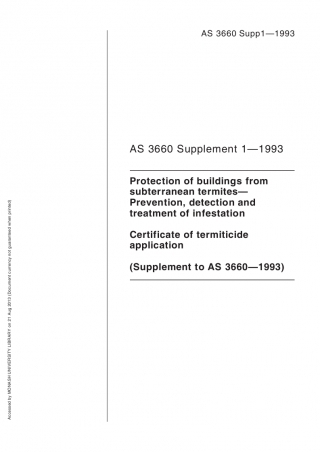 AS 3660 Supp1—1993
AS 3660 Supplement 1—1993
Protection of buildings from
subterranean termites—
Prevention, detection and
treatment of infestation
Certificate of termiticide
application
(Supplement to AS 3660—1993)
Accessed by MONASH UNIVERSITY LIBRARY on 21 Aug 2013 (Document currency not guaranteed when printed)